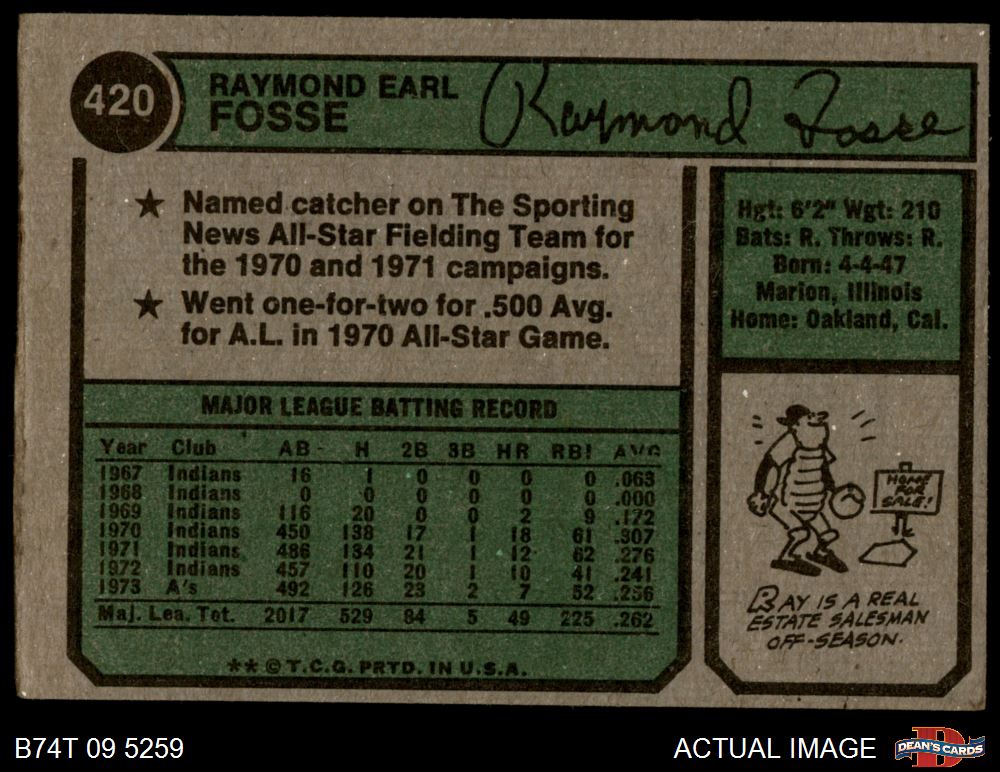 420
RAYMOND EARL
FOSSE
Raymond Fosse
★ Named catcher on The Sporting
News All-Star Fielding Team for
the 1970 and 1971 campaigns.
★ Went one-for-two for .500 Avg.
for A.L. in 1970 All-Star Game.
Hgt: 6'2" Wgt: 210
Bats: R. Throws: R.
Born: 4-4-47
Marion, Illinois
Home: Oakland, Cal.
MAJOR LEAGUE BATTING RECORD
Year Club AB H 2B 3B HR RBI AVG
1967 Indians 16 1 0 0 0 0 .063
1968 Indians 0 0 0 0 0 0 .000
1969 Indians 116 20 0 0 2 9 .172
1970 Indians 450 138 17 1 18 61 .307
1971 Indians 486 134 21 1 12 62 .276
1972 Indians 457 110 20 1 10 41 .241
1973 A's 492 126 23 2 7 52 .256
Maj. Lea. Tot. 2017 529 84 5 49 225 .262
** © T.C.G. PRTD. IN U.S.A.
HOME
FOR
SALE!
RAY IS A REAL
ESTATE SALESMAN
OFF-SEASON.
B74T 09 5259
ACTUAL IMAGE
D
DEAN'S CARDS